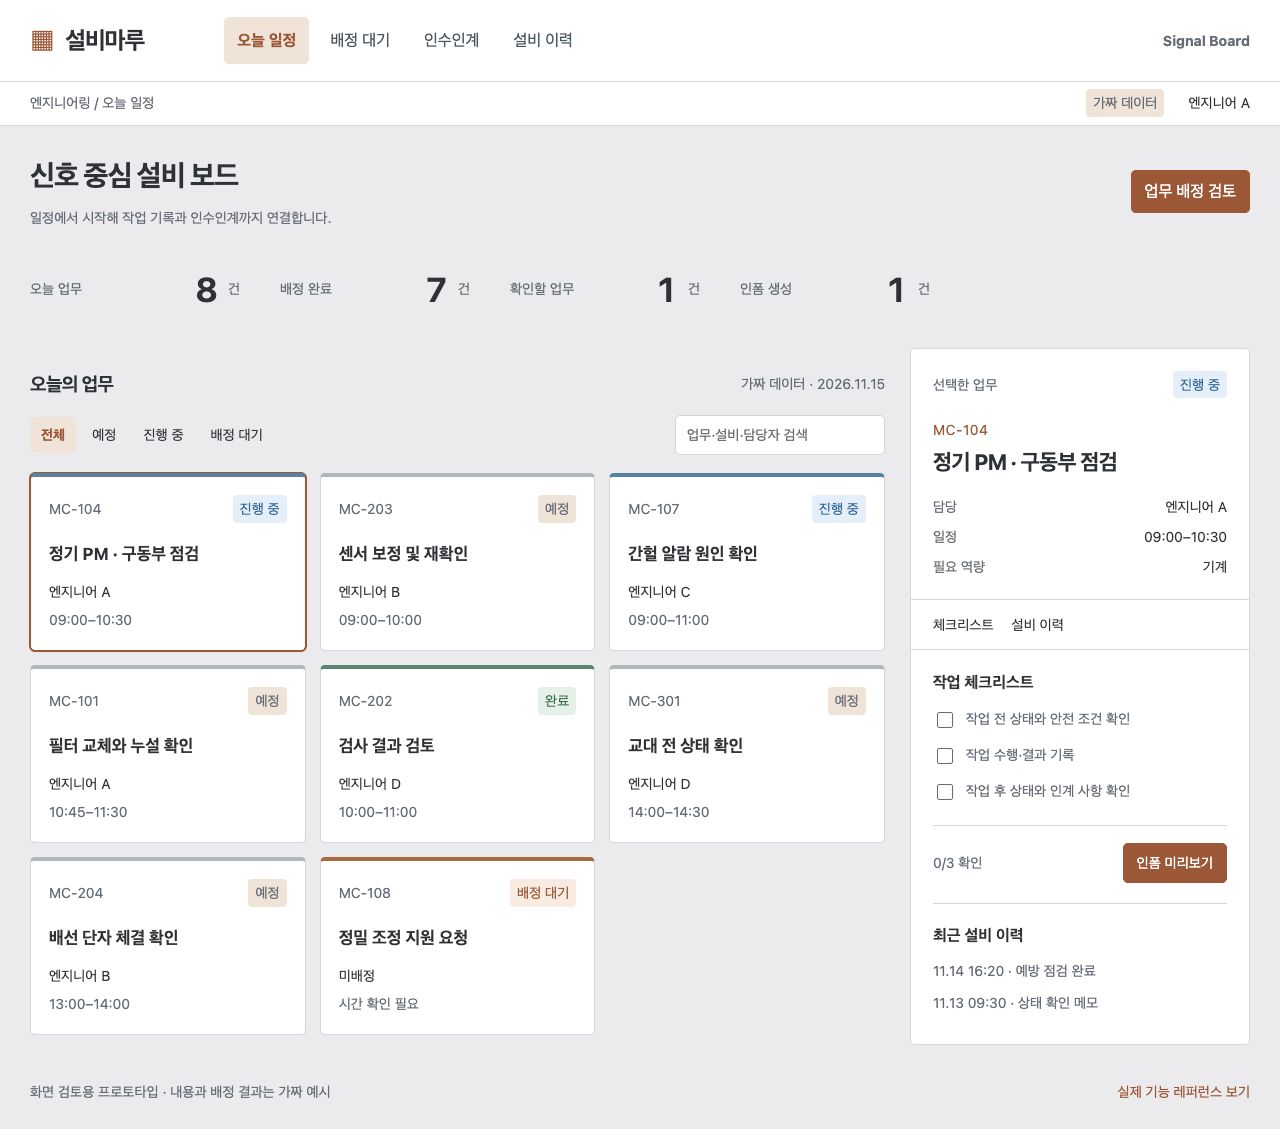 설비마루
오늘 일정
배정 대기
인수인계
설비 이력
Signal Board
엔지니어링 / 오늘 일정
가짜 데이터
엔지니어 A
신호 중심 설비 보드
일정에서 시작해 작업 기록과 인수인계까지 연결합니다.
업무 배정 검토
오늘 업무 8 건
배정 완료 7 건
확인할 업무 1 건
인폼 생성 1 건
오늘의 업무
가짜 데이터 · 2026.11.15
전체
예정
진행 중
배정 대기
업무·설비·담당자 검색
MC-104
진행 중
정기 PM · 구동부 점검
엔지니어 A
09:00–10:30
MC-203
예정
센서 보정 및 재확인
엔지니어 B
09:00–10:00
MC-107
진행 중
간헐 알람 원인 확인
엔지니어 C
09:00–11:00
MC-101
예정
필터 교체와 누설 확인
엔지니어 A
10:45–11:30
MC-202
완료
검사 결과 검토
엔지니어 D
10:00–11:00
MC-301
예정
교대 전 상태 확인
엔지니어 D
14:00–14:30
MC-204
예정
배선 단자 체결 확인
엔지니어 B
13:00–14:00
MC-108
배정 대기
정밀 조정 지원 요청
미배정
시간 확인 필요
선택한 업무
진행 중
MC-104
정기 PM · 구동부 점검
담당 엔지니어 A
일정 09:00–10:30
필요 역량 기계
체크리스트
설비 이력
작업 체크리스트
작업 전 상태와 안전 조건 확인
작업 수행·결과 기록
작업 후 상태와 인계 사항 확인
0/3 확인
인폼 미리보기
최근 설비 이력
11.14 16:20 · 예방 점검 완료
11.13 09:30 · 상태 확인 메모
화면 검토용 프로토타입 · 내용과 배정 결과는 가짜 예시
실제 기능 레퍼런스 보기